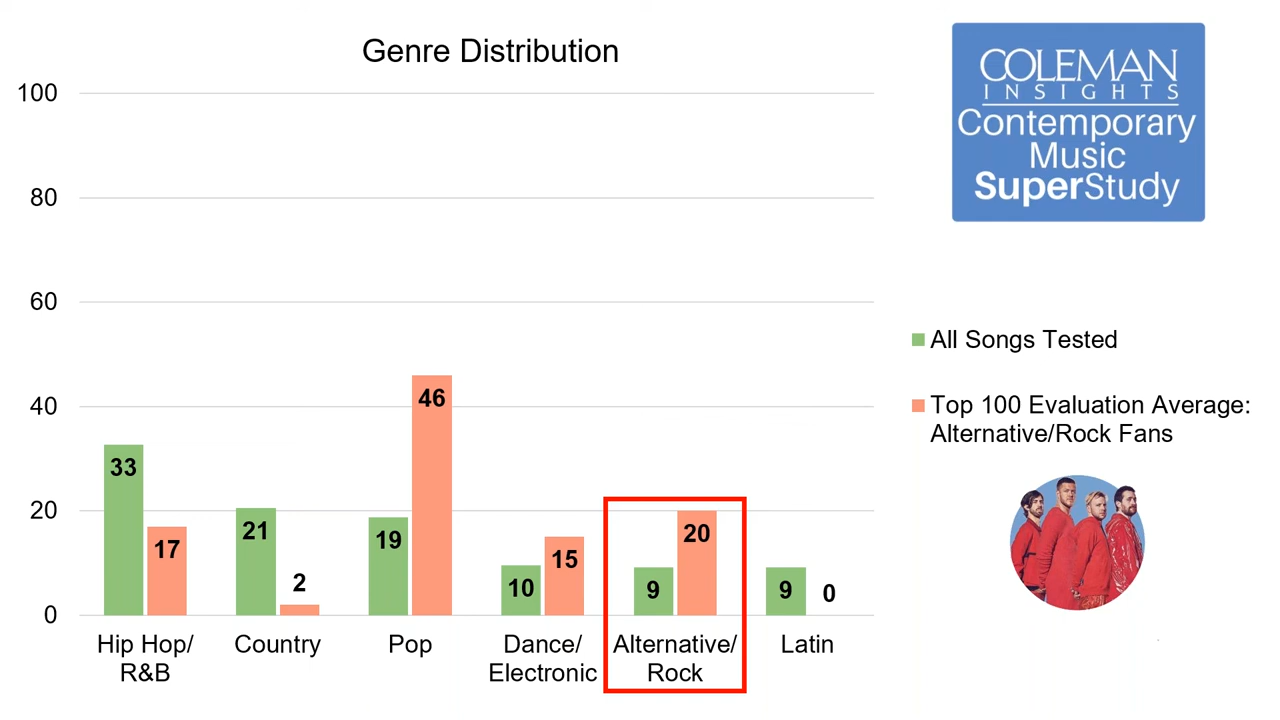 Genre Distribution
COLEMAN
INSIGHTS
Contemporary
Music
SuperStudy
100
80
60
40
20
0
33
17
21
2
19
46
10
15
9
20
9
0
Hip Hop/
R&B
Country
Pop
Dance/
Electronic
Alternative/
Rock
Latin
All Songs Tested
Top 100 Evaluation Average:
Alternative/Rock Fans